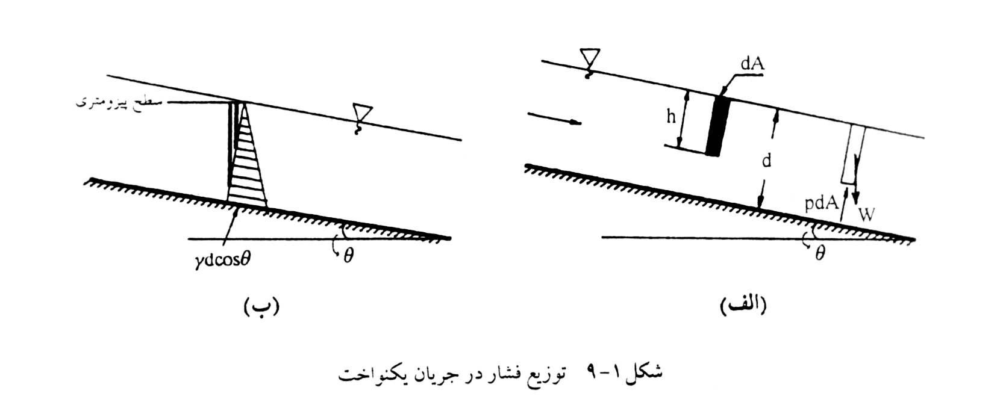 dA
h
d
pdA
W
θ
(الف)
سطح پیزومتری
γdcosθ
θ
(ب)
شکل ۱-۹ توزیع فشار در جریان یکنواخت